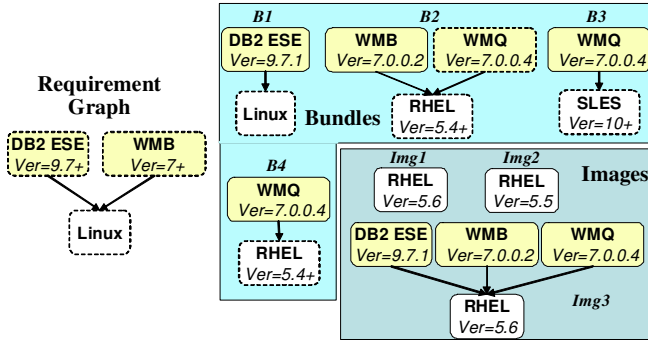 Requirement
Graph
DB2 ESE
Ver=9.7+
WMB
Ver=7+
Linux
B1
DB2 ESE
Ver=9.7.1
Linux
B2
WMB
Ver=7.0.0.2
WMQ
Ver=7.0.0.4
RHEL
Ver=5.4+
B3
WMQ
Ver=7.0.0.4
SLES
Ver=10+
Bundles
B4
WMQ
Ver=7.0.0.4
RHEL
Ver=5.4+
Images
Img1
RHEL
Ver=5.6
Img2
RHEL
Ver=5.5
DB2 ESE
Ver=9.7.1
WMB
Ver=7.0.0.2
WMQ
Ver=7.0.0.4
RHEL
Ver=5.6
Img3